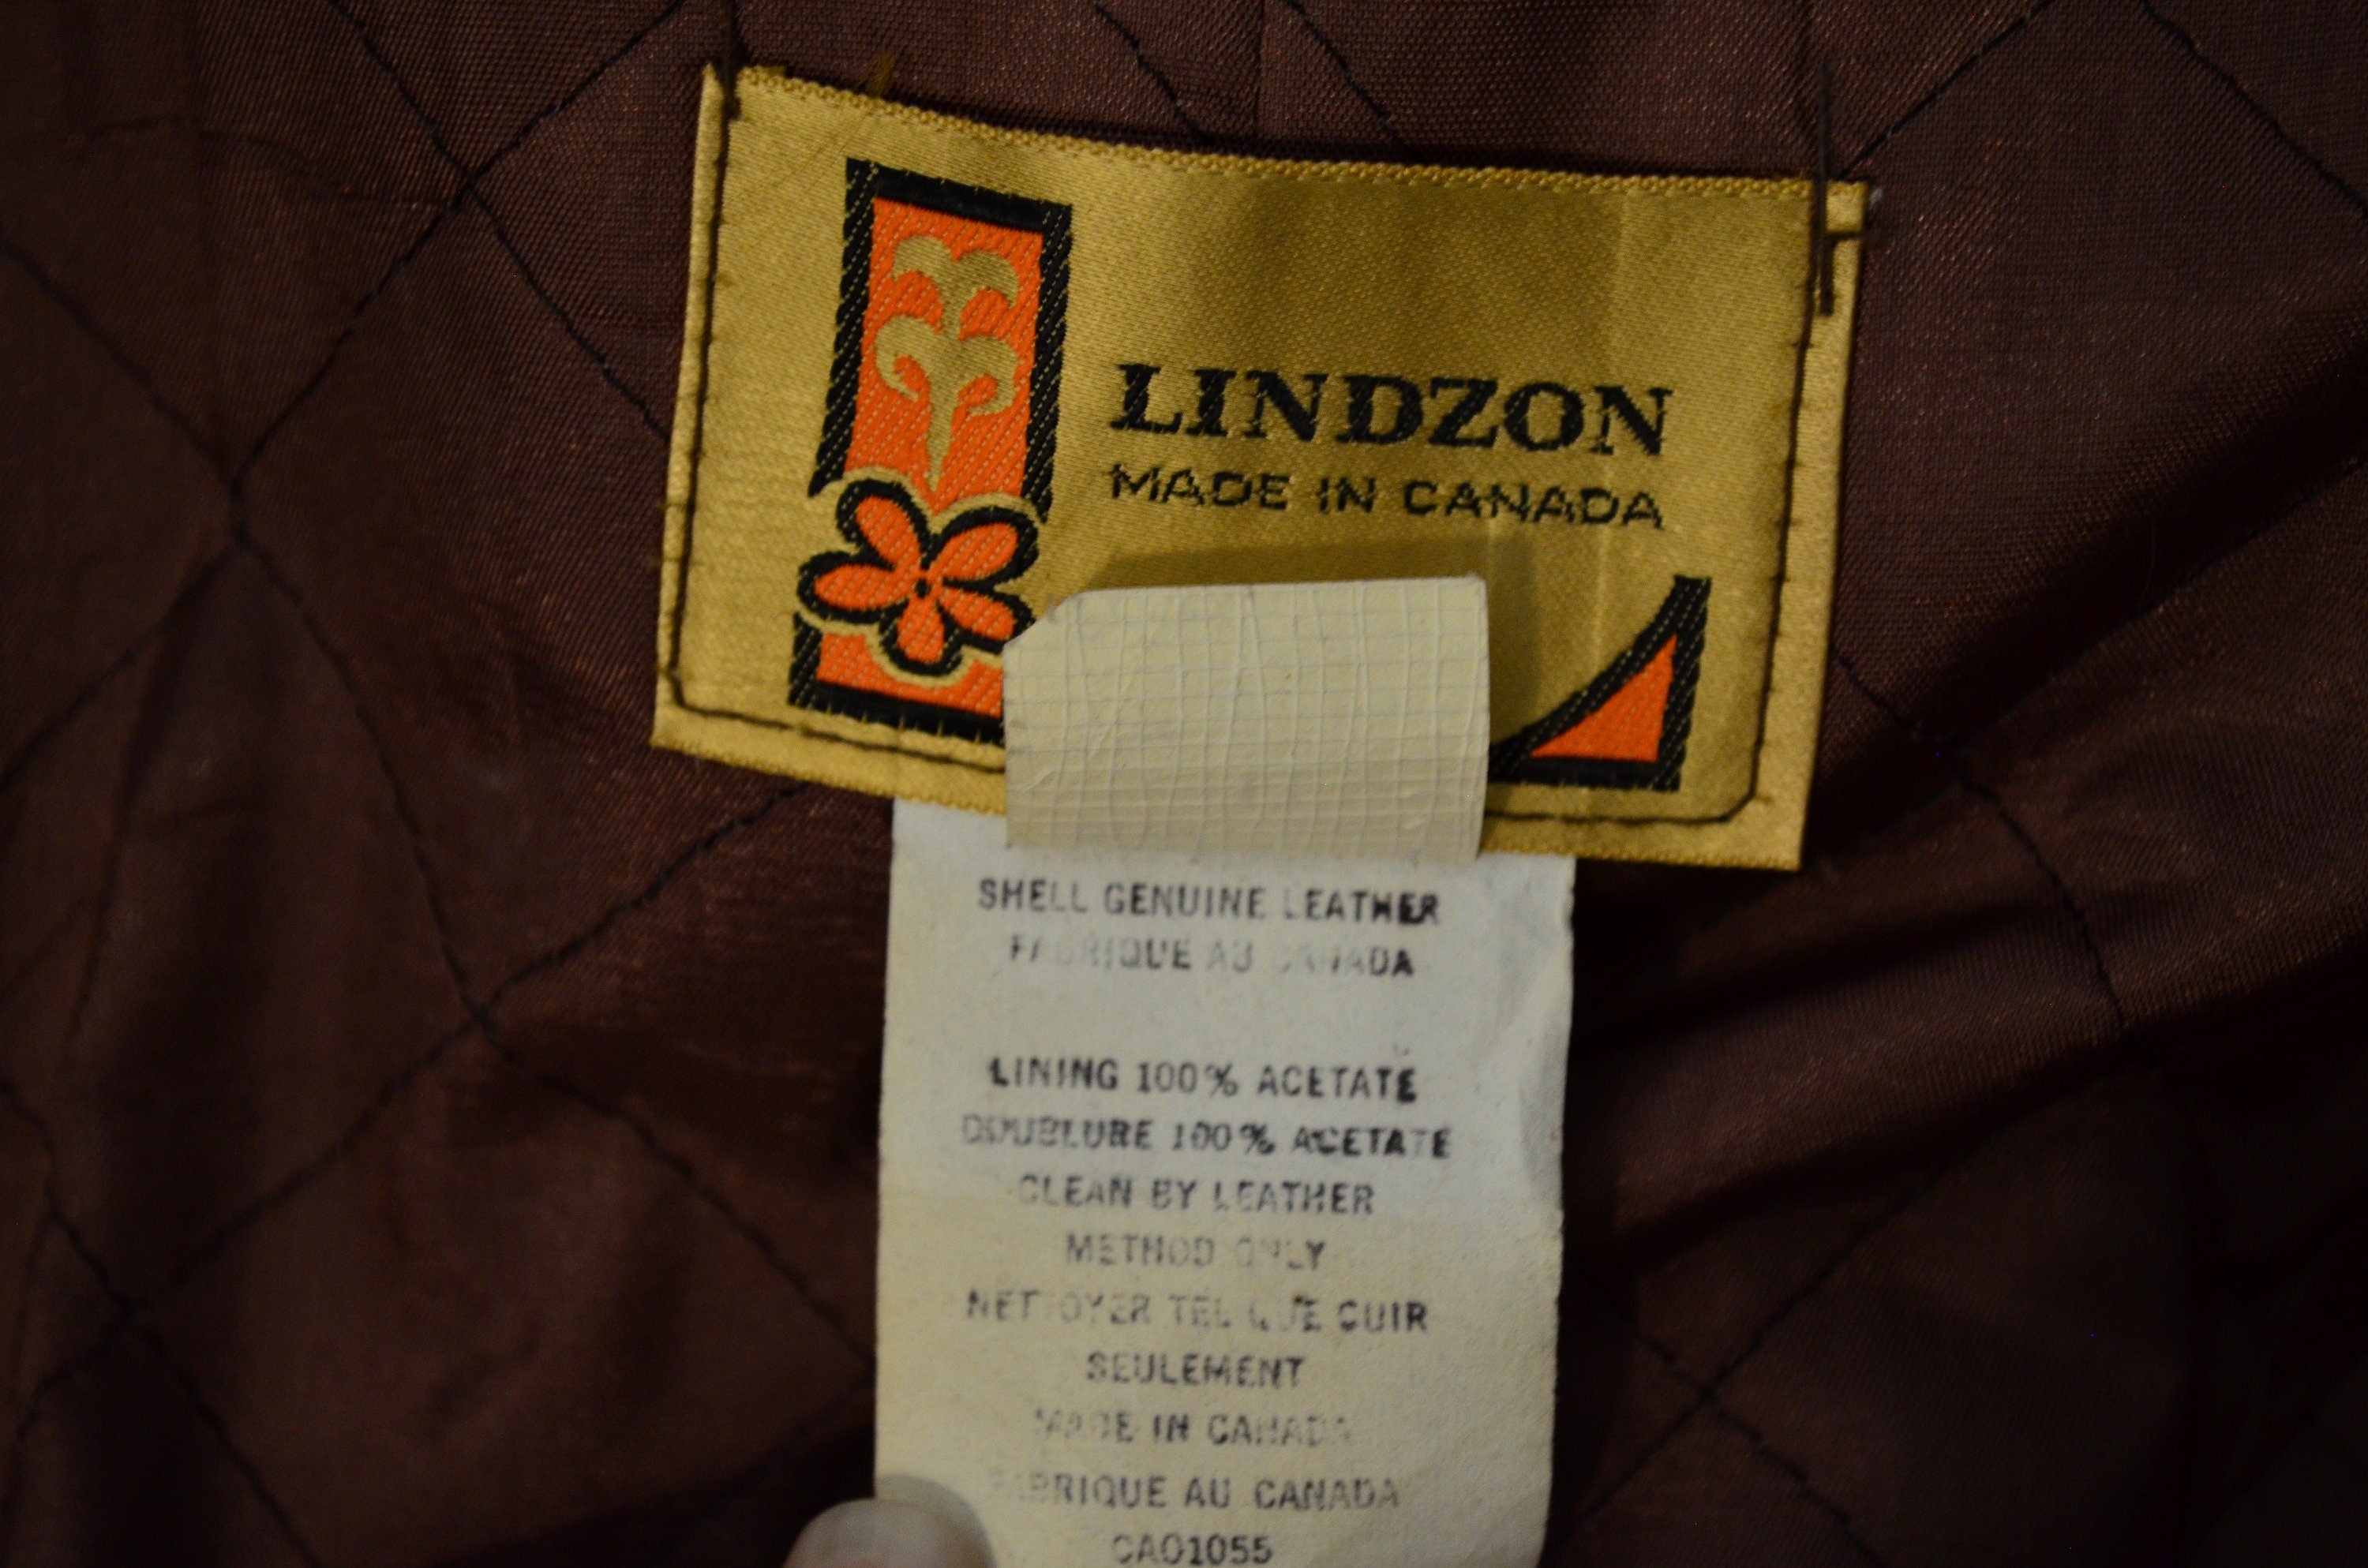 LINDZON
MADE IN CANADA
SHELL GENUINE LEATHER
FABRIQUE AU CANADA
LINING 100% ACETATE
DOUBLURE 100% ACETATE
CLEAN BY LEATHER
METHOD ONLY
NETTOYER TEL QUE CUIR
SEULEMENT
MADE IN CANADA
FABRIQUE AU CANADA
CA01055